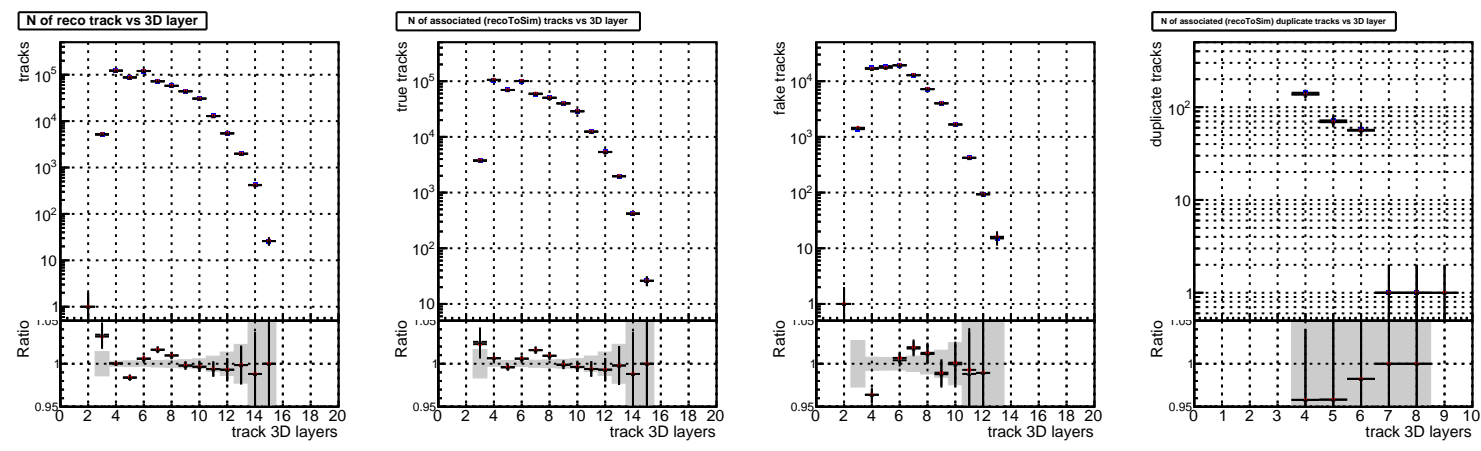 N of reco track vs 3D layer
tracks
10^5
10^4
10^3
10^2
10
1
Ratio
1.05
1
0.95
0 2 4 6 8 10 12 14 16 18 20
track 3D layers
N of associated (recoToSim) tracks vs 3D layer
true tracks
10^5
10^4
10^3
10^2
10
Ratio
1.05
1
0.95
0 2 4 6 8 10 12 14 16 18 20
track 3D layers
fake tracks
10^4
10^3
10^2
10
1
Ratio
1.05
1
0.95
0 2 4 6 8 10 12 14 16 18 20
track 3D layers
N of associated (recoToSim) duplicate tracks vs 3D layer
duplicate tracks
10^2
10
1
Ratio
1.05
1
0.95
0 1 2 3 4 5 6 7 8 9 10
track 3D layers